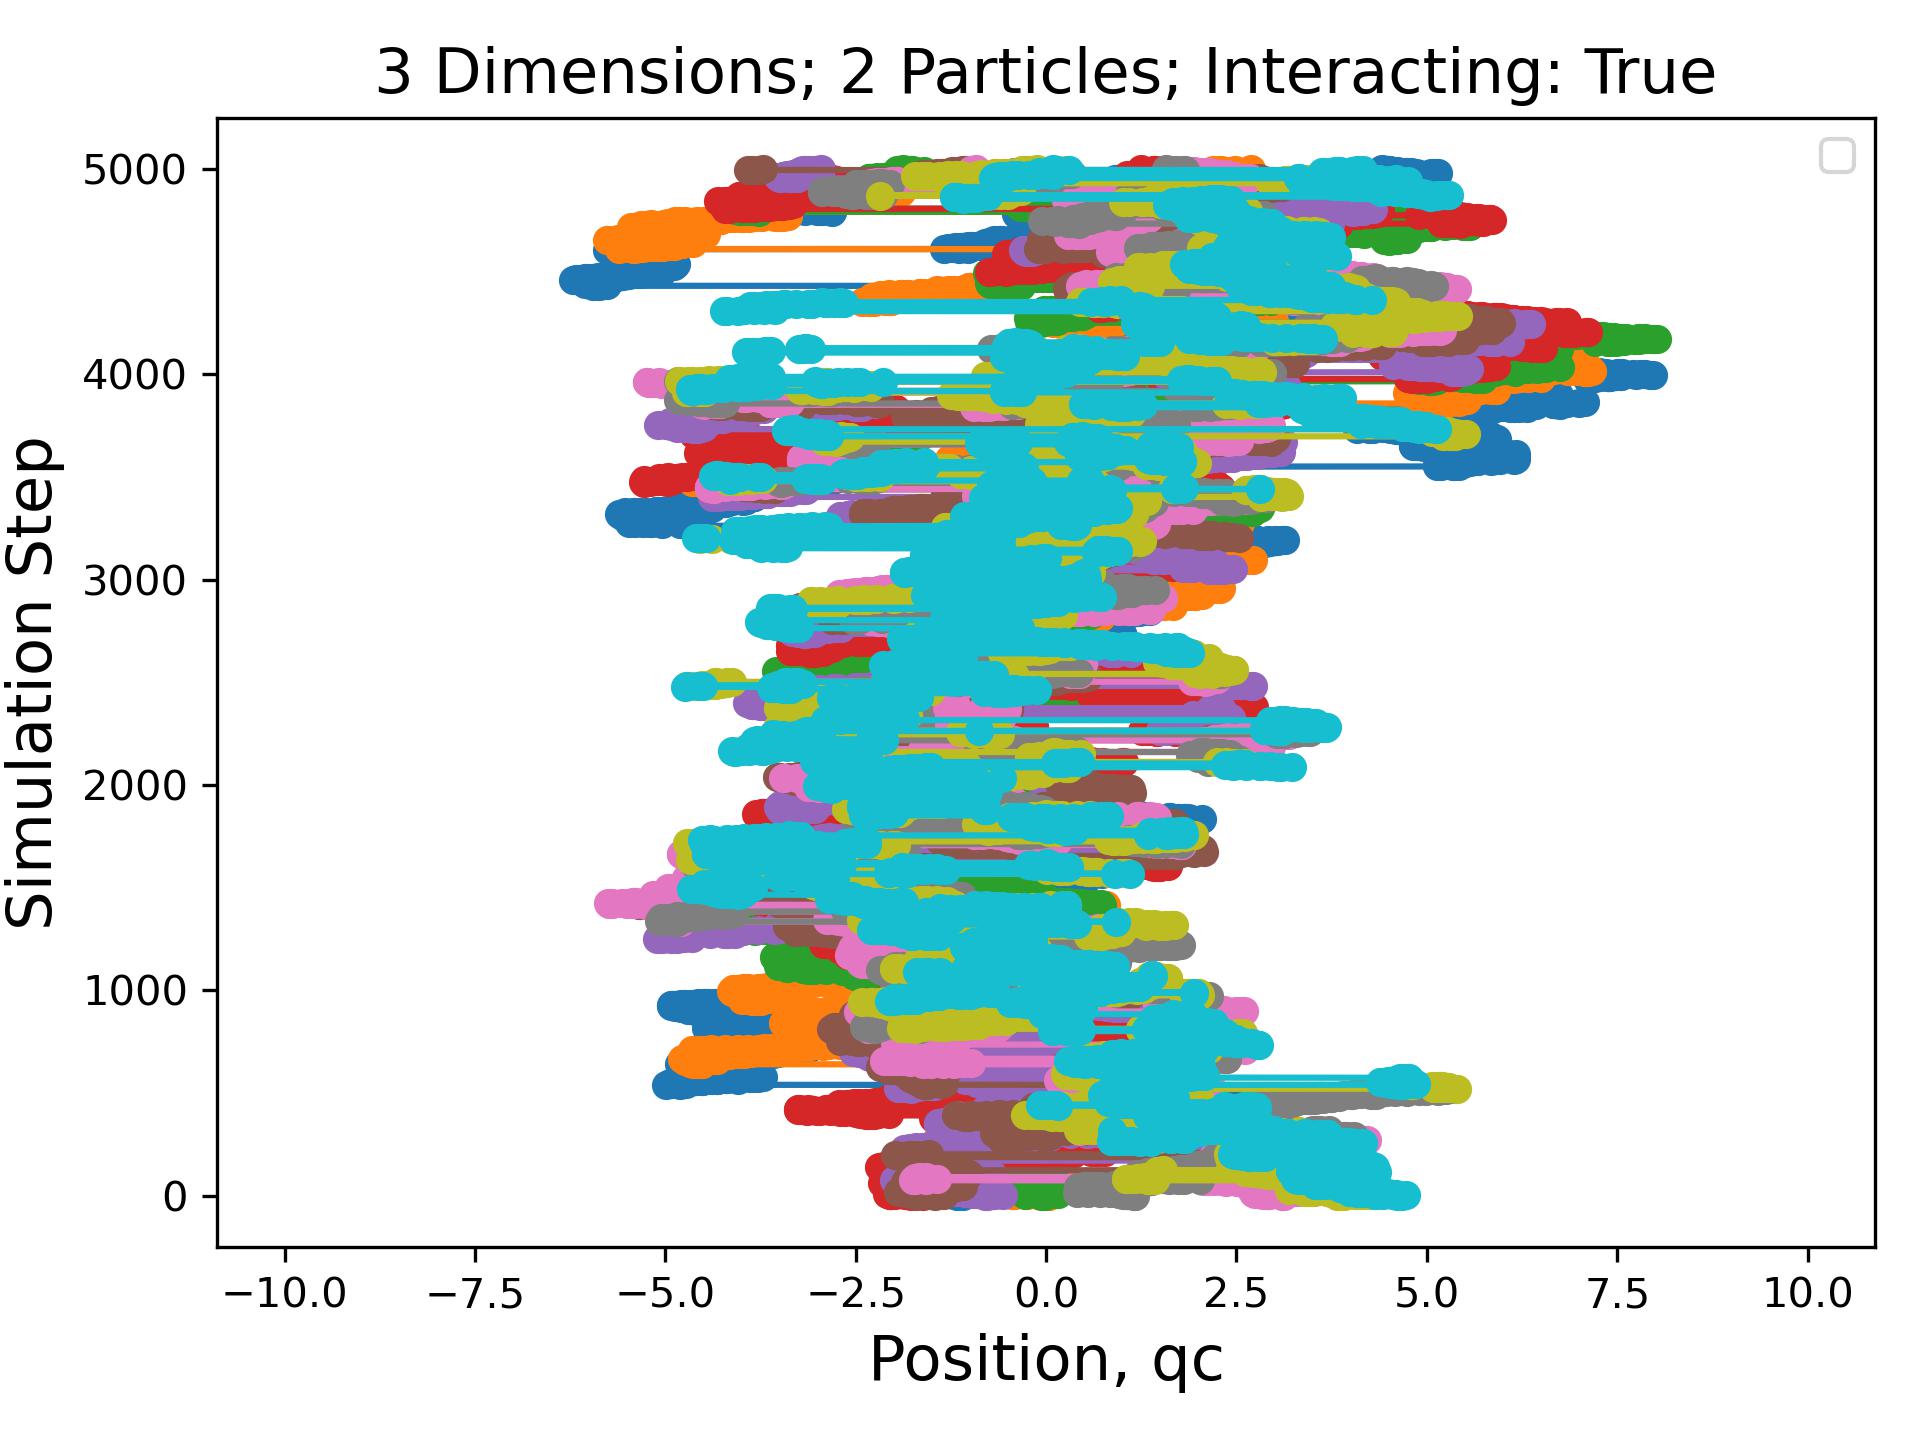 3 Dimensions; 2 Particles; Interacting: True
Simulation Step
5000
4000
3000
2000
1000
0
−10.0 −7.5 −5.0 −2.5 0.0 2.5 5.0 7.5 10.0
Position, qc